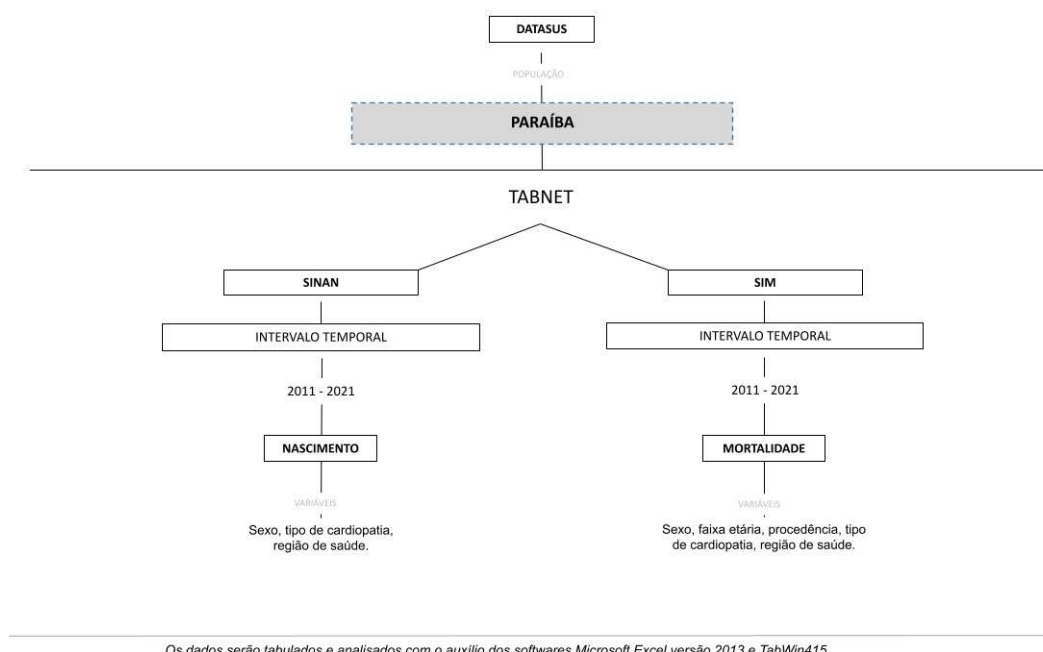 DATASUS
POPULAÇÃO
PARAÍBA
TABNET
SINAN
SIM
INTERVALO TEMPORAL
INTERVALO TEMPORAL
2011 - 2021
2011 - 2021
NASCIMENTO
MORTALIDADE
VARIÁVEIS
VARIÁVEIS
Sexo, tipo de cardiopatia,
região de saúde.
Sexo, faixa etária, procedência, tipo
de cardiopatia, região de saúde.
Os dados serão tabulados e analisados com o auxílio dos softwares Microsoft Excel versão 2013 e TabWin415